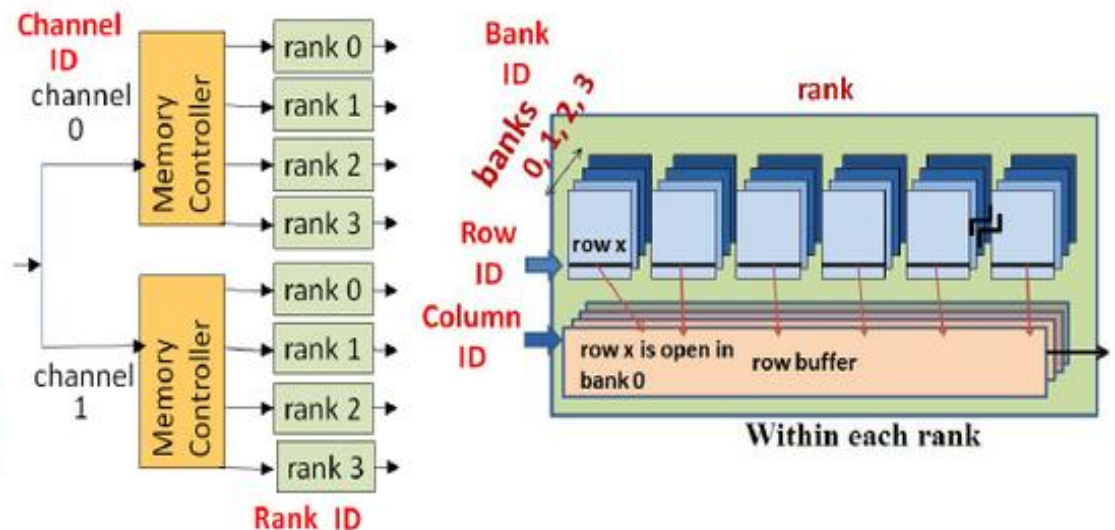 Channel
ID
channel
0
Memory
Controller
rank 0
rank 1
rank 2
rank 3
channel
1
Memory
Controller
rank 0
rank 1
rank 2
rank 3
Rank ID
Bank
ID
banks
0, 1, 2, 3
rank
Row
ID
row x
Column
ID
row x is open in
bank 0
row buffer
Within each rank